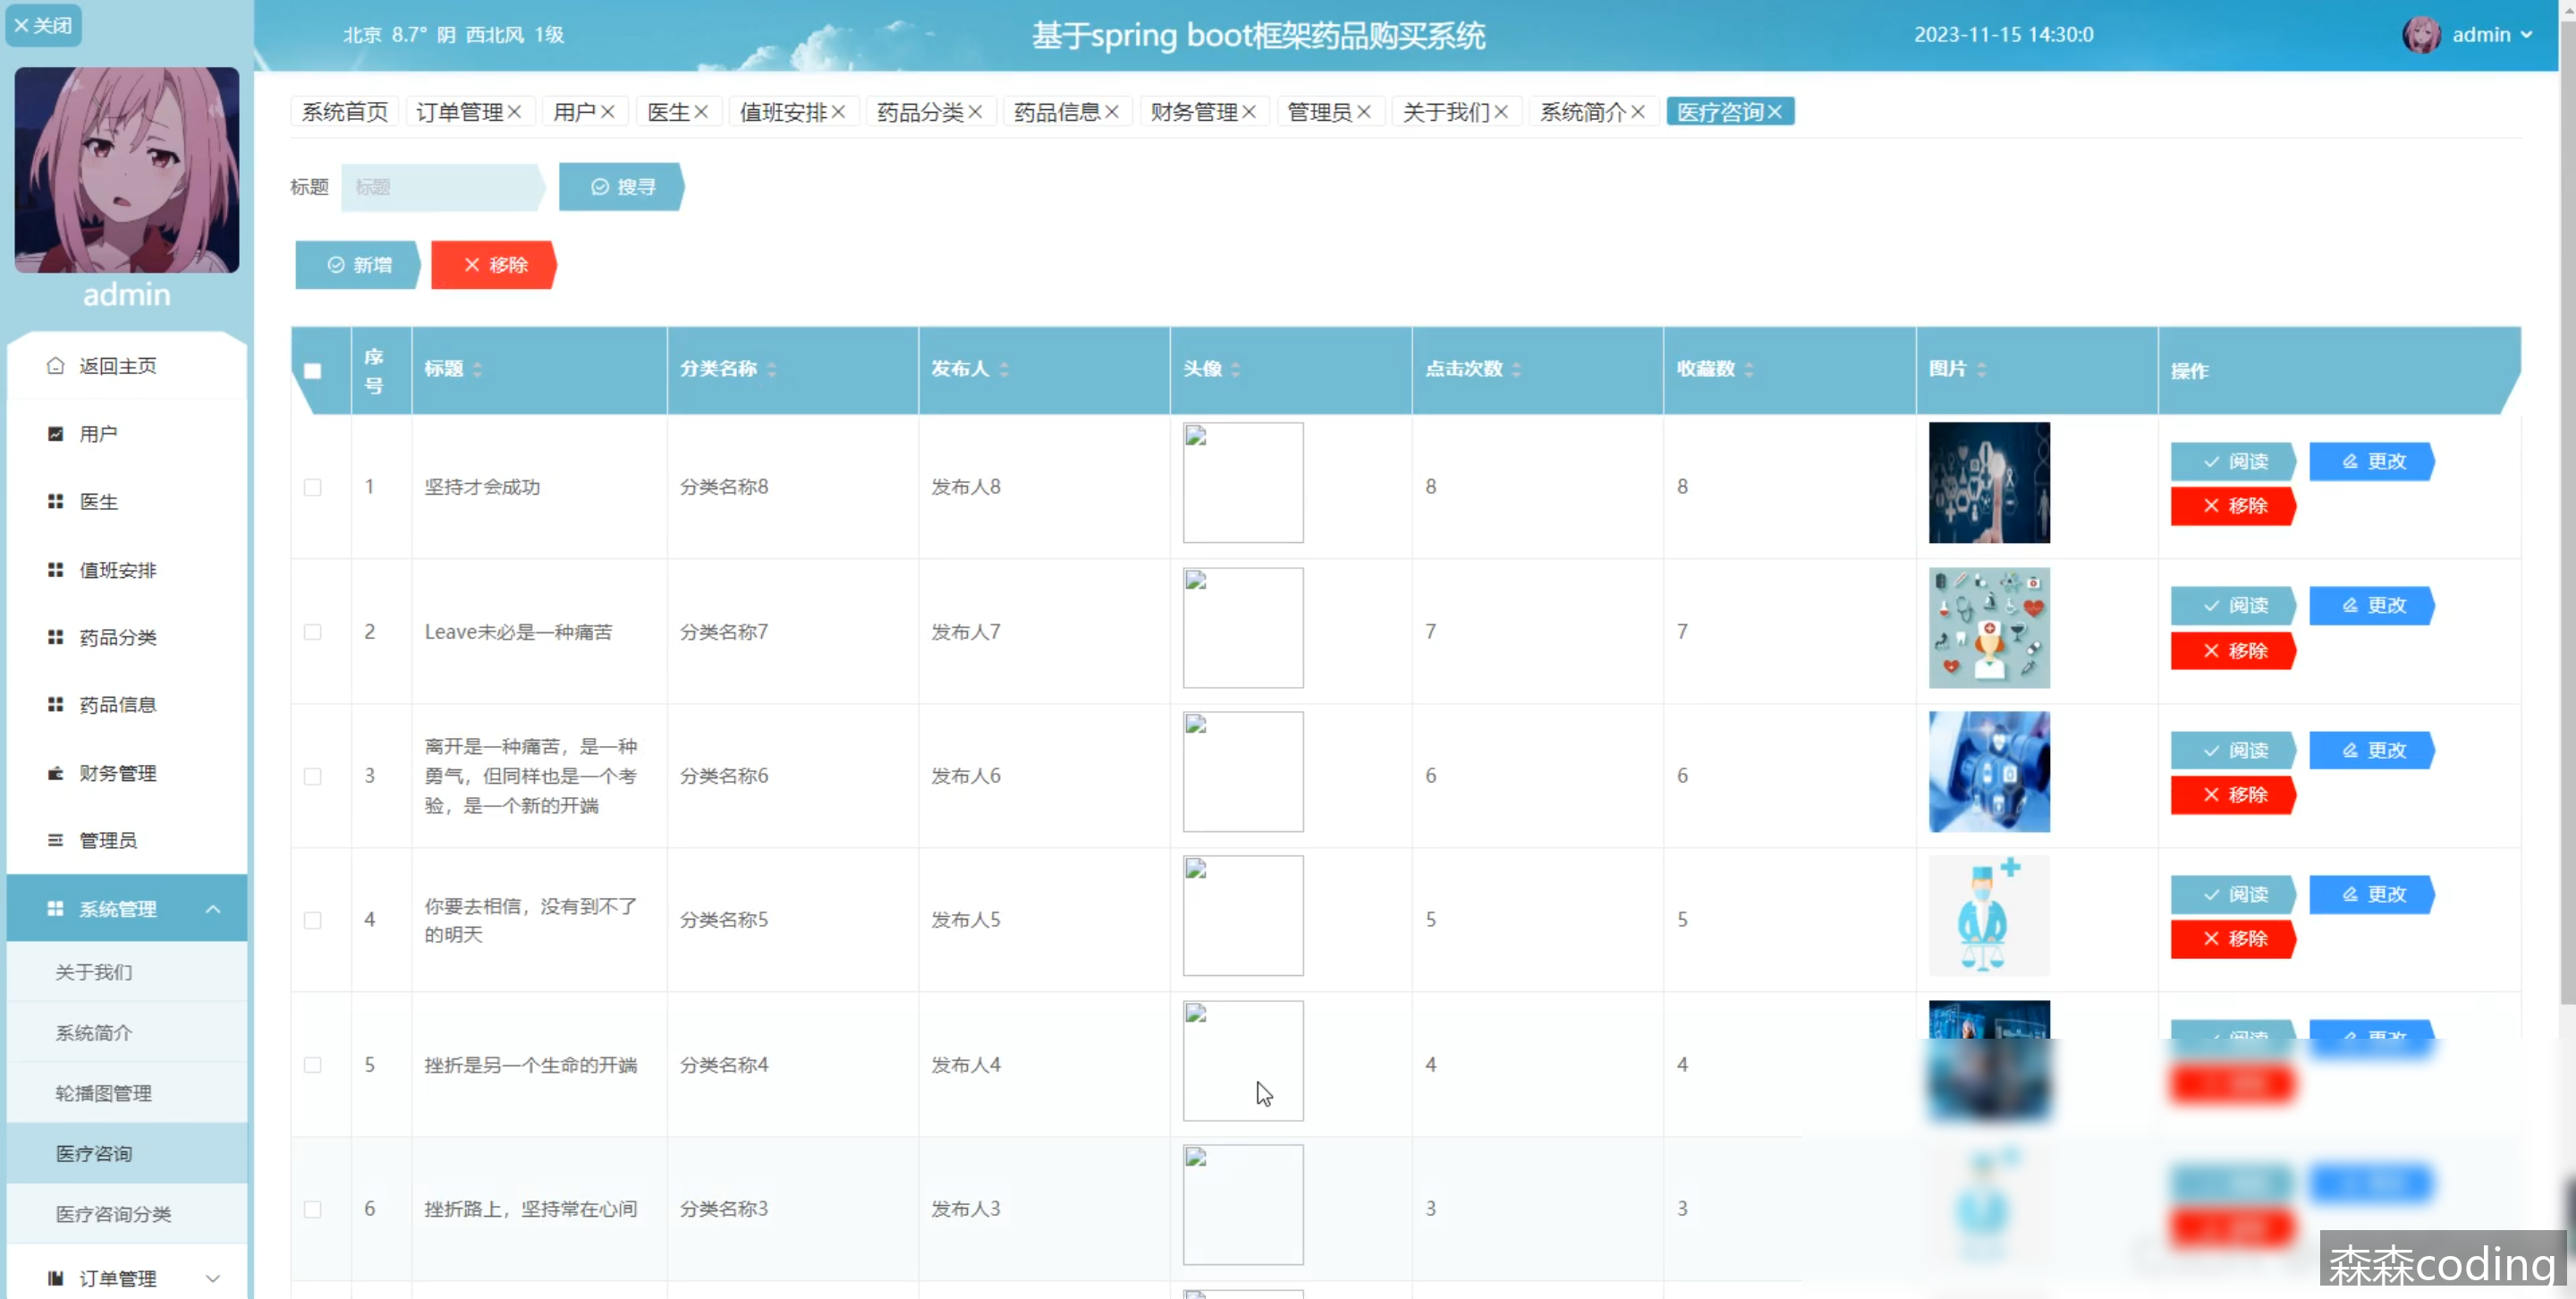 关闭
北京 8.7° 阴 西北风 1级
基于spring boot框架药品购买系统
2023-11-15 14:30:0
admin
admin
返回主页
用户
医生
值班安排
药品分类
药品信息
财务管理
管理员
系统管理
关于我们
系统简介
轮播图管理
医疗咨询
医疗咨询分类
订单管理
系统首页 订单管理 用户 医生 值班安排 药品分类 药品信息 财务管理 管理员 关于我们 系统简介 医疗咨询
标题 标题 搜寻
新增 移除
序
号
标题 分类名称 发布人 头像 点击次数 收藏数 图片 操作
1 坚持才会成功 分类名称8 发布人8 8 8
阅读 更改
移除
2 Leave未必是一种痛苦 分类名称7 发布人7 7 7
阅读 更改
移除
离开是一种痛苦，是一种
3 勇气，但同样也是一个考 分类名称6 发布人6 6 6
验，是一个新的开端
阅读 更改
移除
你要去相信，没有到不了
的明天
4 分类名称5 发布人5 5 5
阅读 更改
移除
5 挫折是另一个生命的开端 分类名称4 发布人4 4 4
阅读 更改
6 挫折路上，坚持常在心间 分类名称3 发布人3 3 3
森森coding